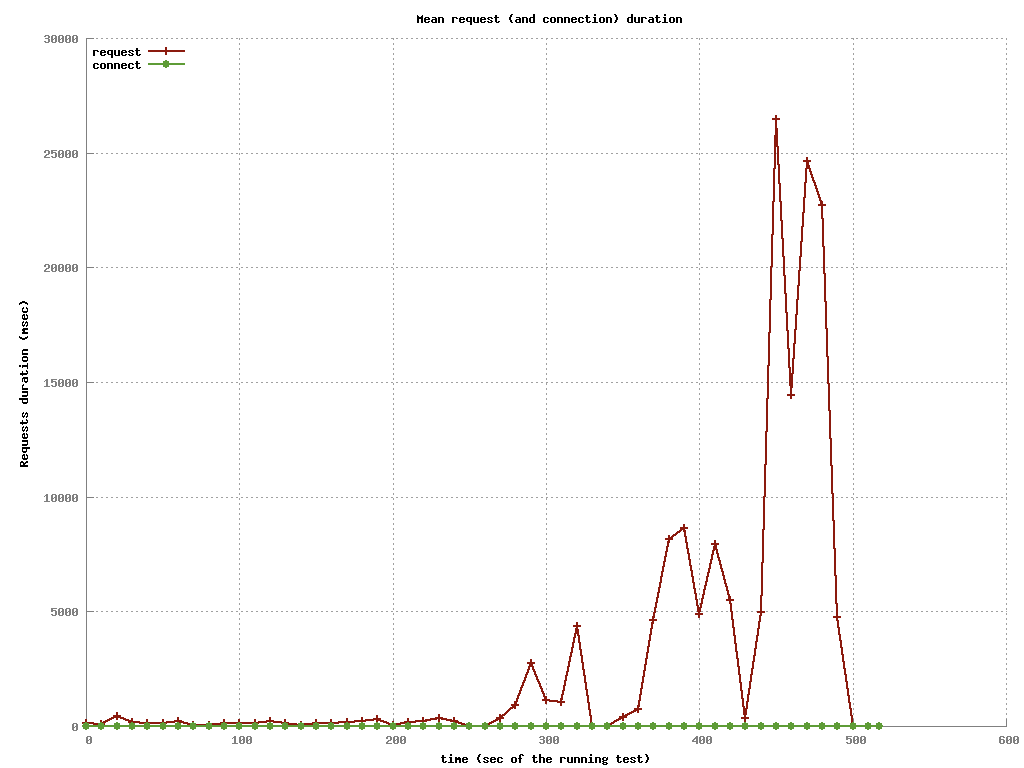 Mean request (and connection) duration
30000
request
connect
25000
20000
15000
10000
5000
0
Requests duration (msec)
0 100 200 300 400 500 600
time (sec of the running test)